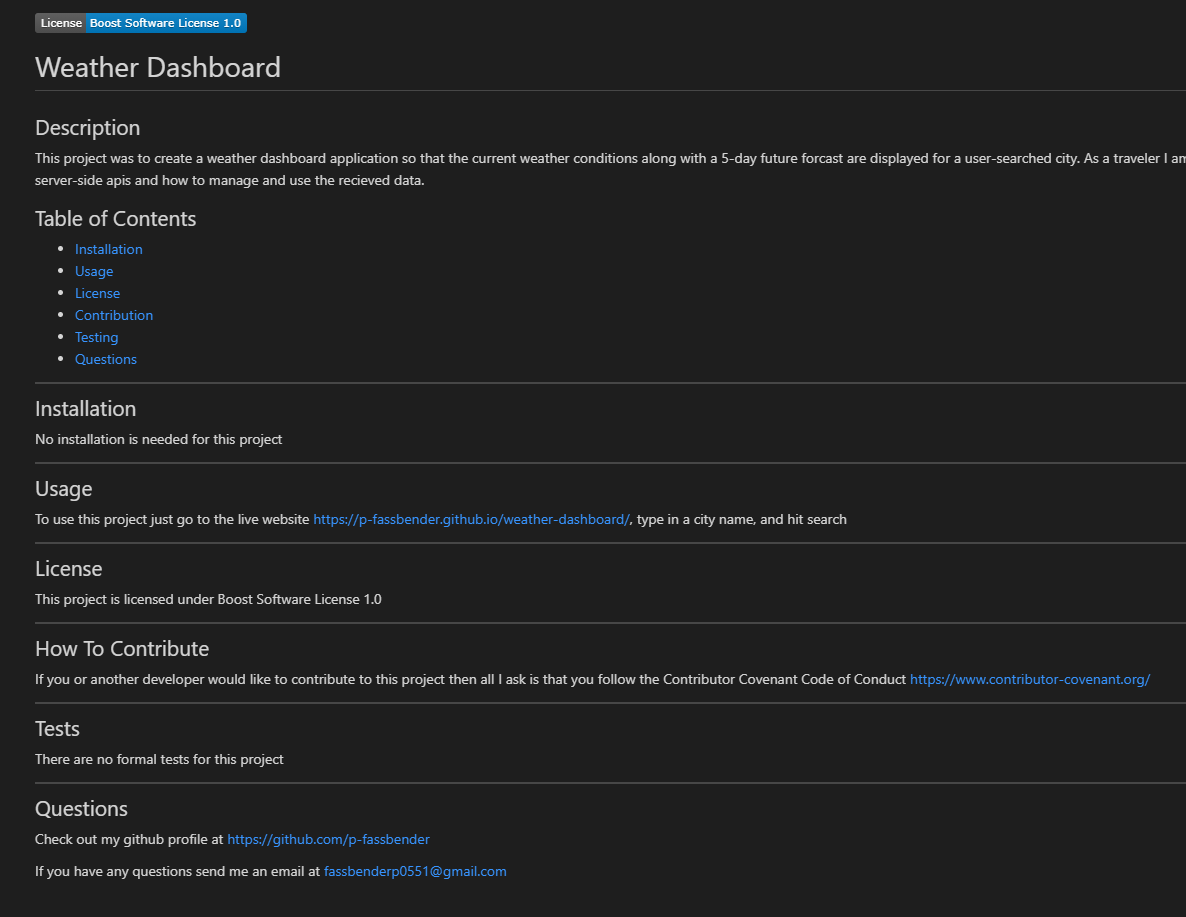 License Boost Software License 1.0
Weather Dashboard
Description
This project was to create a weather dashboard application so that the current weather conditions along with a 5-day future forcast are displayed for a user-searched city. As a traveler I am
server-side apis and how to manage and use the recieved data.
Table of Contents
Installation
Usage
License
Contribution
Testing
Questions
Installation
No installation is needed for this project
Usage
To use this project just go to the live website https://p-fassbender.github.io/weather-dashboard/, type in a city name, and hit search
License
This project is licensed under Boost Software License 1.0
How To Contribute
If you or another developer would like to contribute to this project then all I ask is that you follow the Contributor Covenant Code of Conduct https://www.contributor-covenant.org/
Tests
There are no formal tests for this project
Questions
Check out my github profile at https://github.com/p-fassbender
If you have any questions send me an email at fassbenderp0551@gmail.com